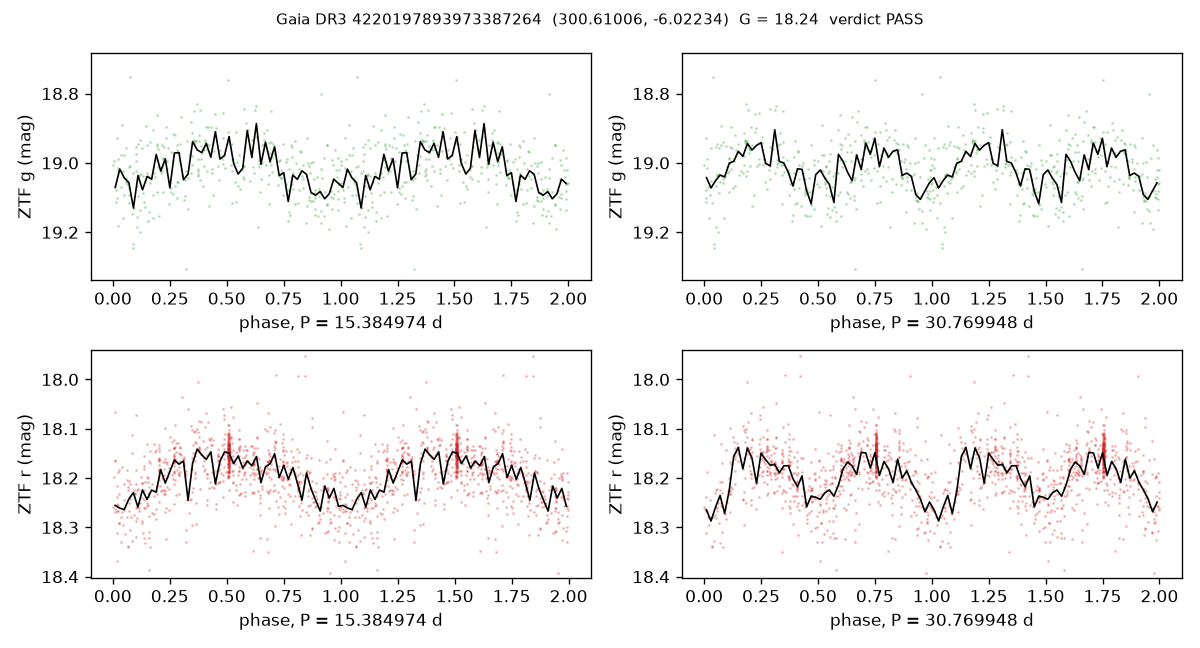 Gaia DR3 4220197893973387264 (300.61006, -6.02234) G = 18.24 verdict PASS
ZTF g (mag)
18.8
19.0
19.2
0.00 0.25 0.50 0.75 1.00 1.25 1.50 1.75 2.00
phase, P = 15.384974 d
ZTF g (mag)
18.8
19.0
19.2
0.00 0.25 0.50 0.75 1.00 1.25 1.50 1.75 2.00
phase, P = 30.769948 d
ZTF r (mag)
18.0
18.1
18.2
18.3
18.4
0.00 0.25 0.50 0.75 1.00 1.25 1.50 1.75 2.00
phase, P = 15.384974 d
ZTF r (mag)
18.0
18.1
18.2
18.3
18.4
0.00 0.25 0.50 0.75 1.00 1.25 1.50 1.75 2.00
phase, P = 30.769948 d